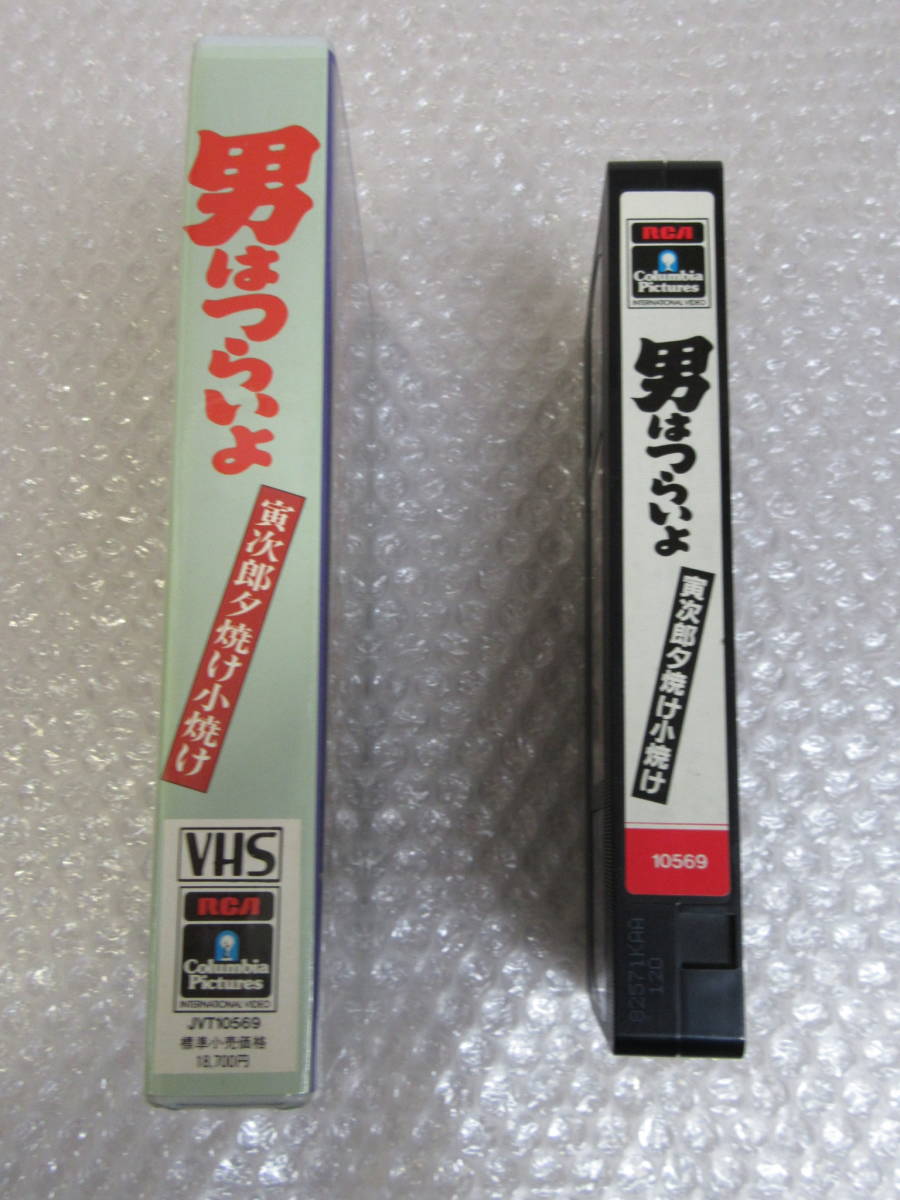 男はつらいよ
寅次郎夕焼け小焼け
VHS
RCA
Columbia
Pictures
INTERNATIONAL VIDEO
JVT10569
標準小売価格
18,700円
RCA
Columbia
Pictures
INTERNATIONAL VIDEO
男はつらいよ
寅次郎夕焼け小焼け
10569
82571KAA
120